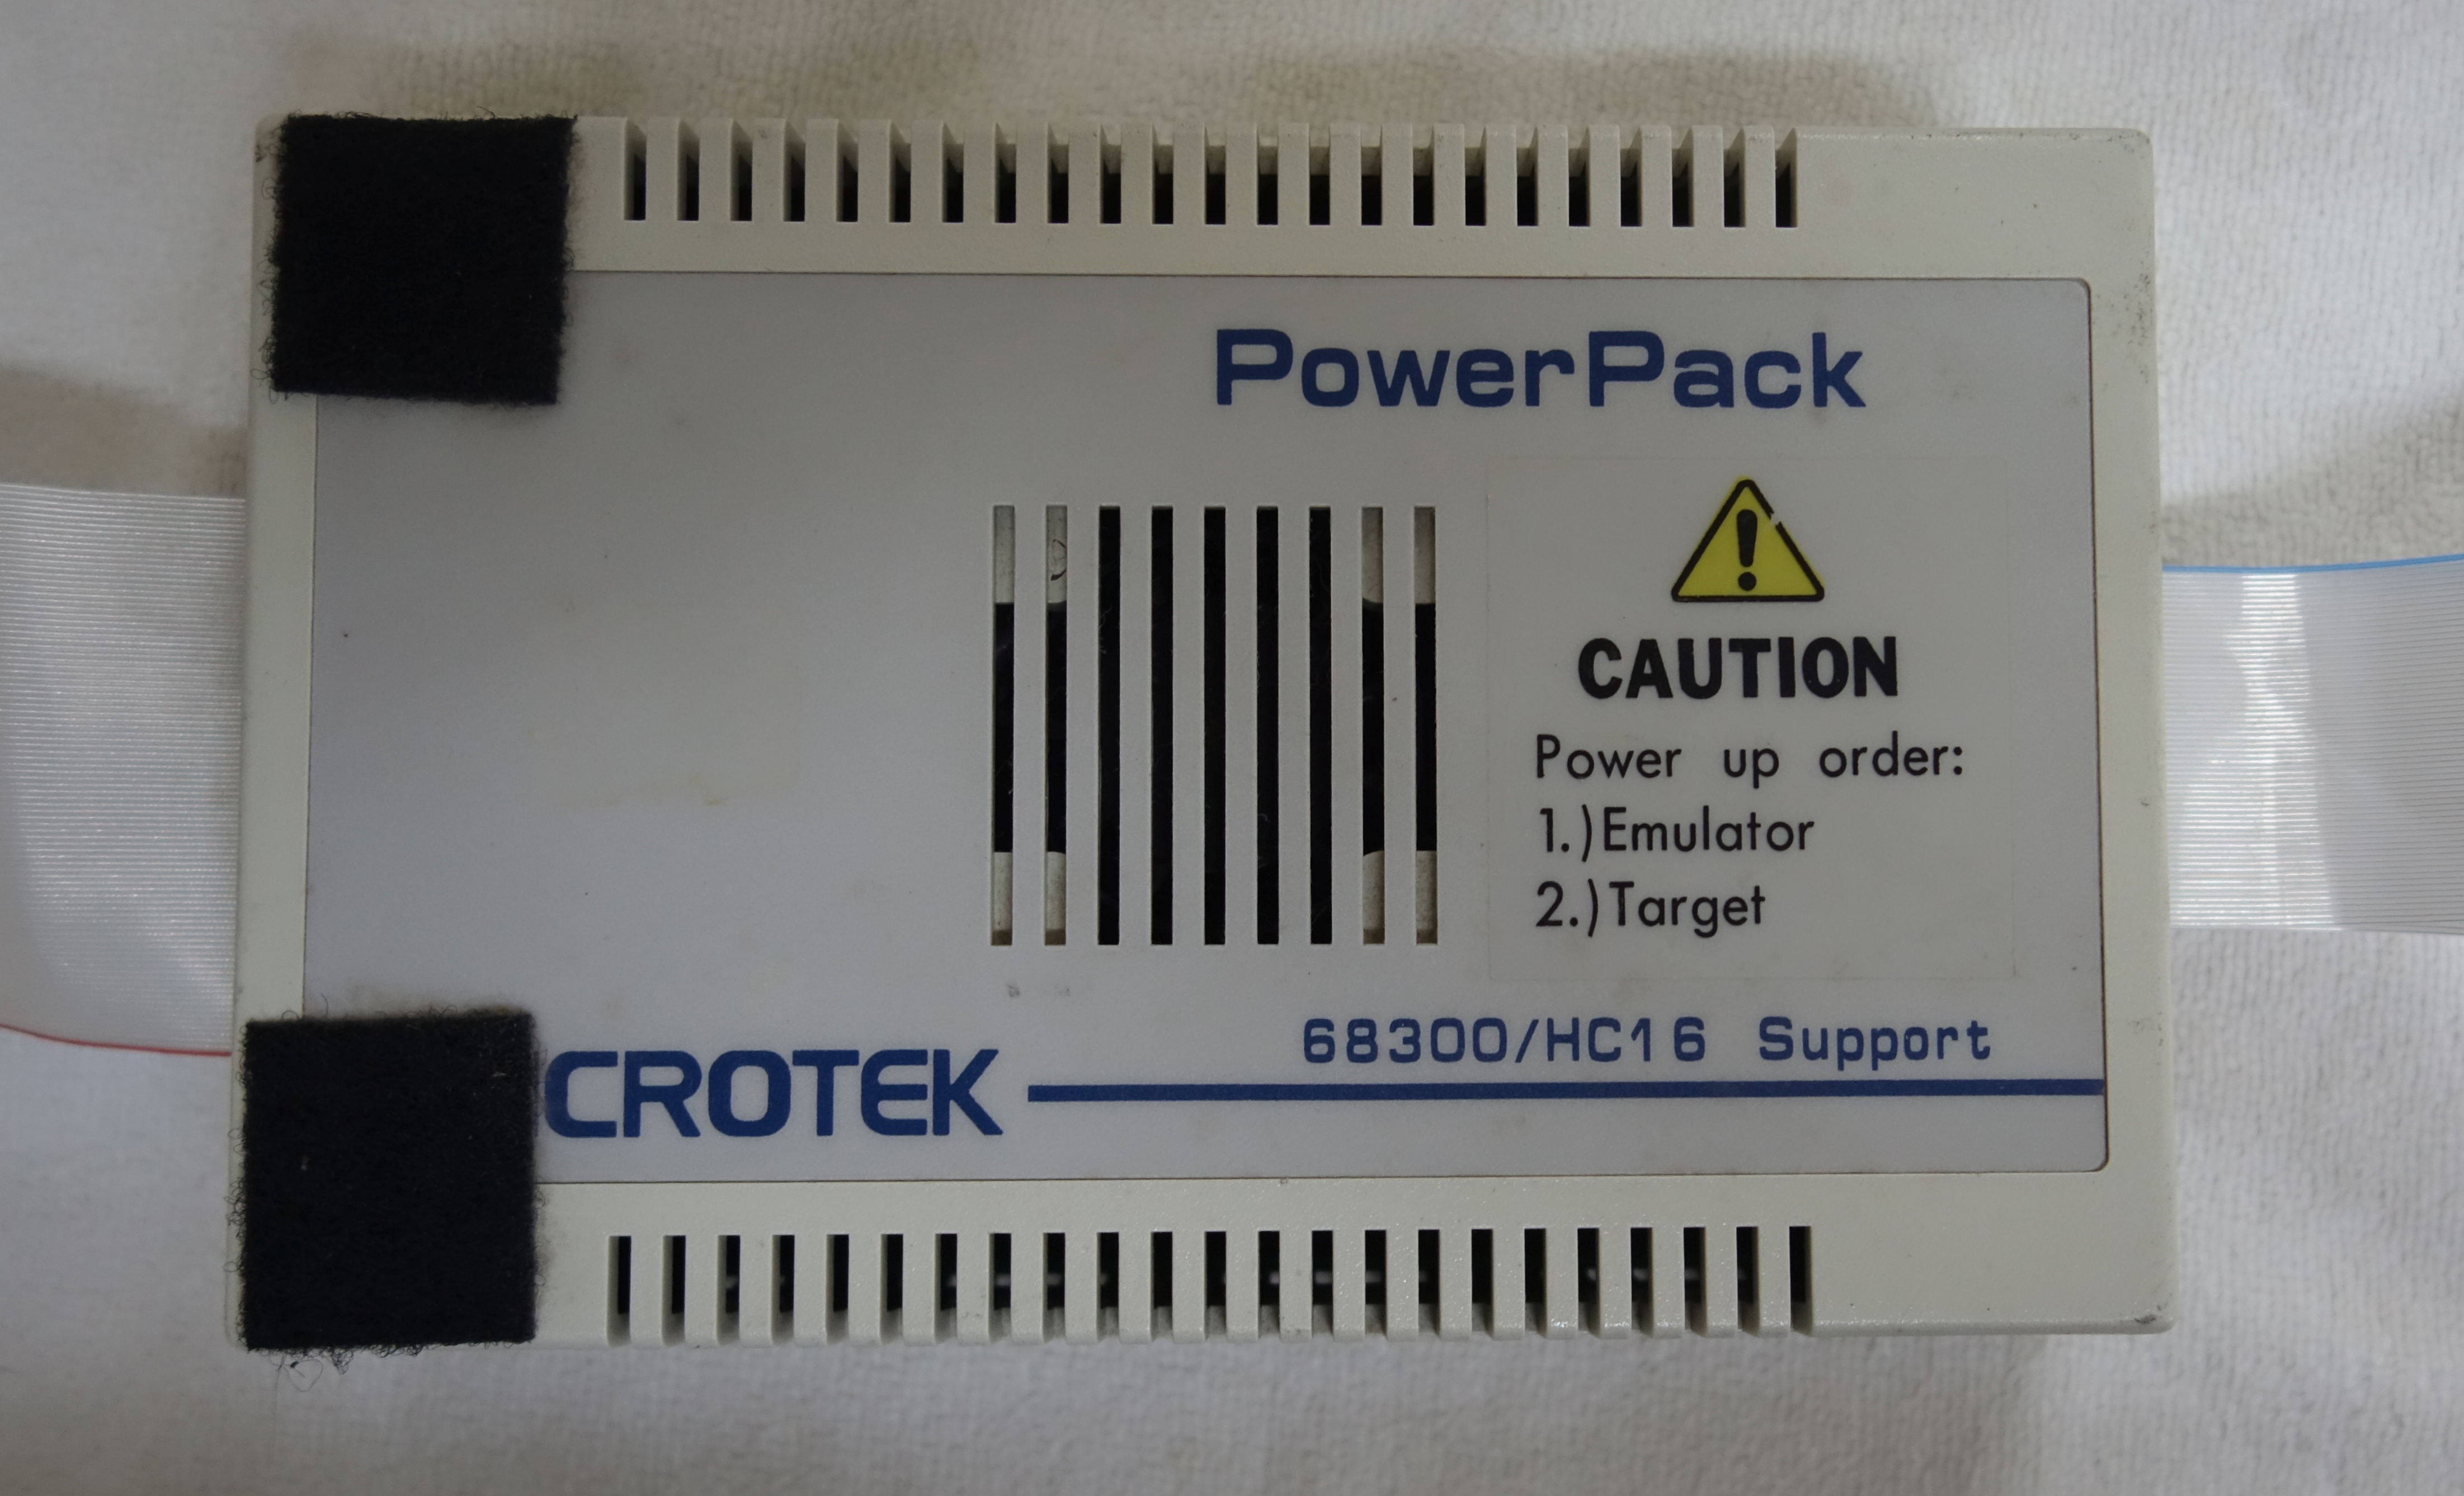 PowerPack
CAUTION
Power up order:
1.)Emulator
2.)Target
68300/HC16 Support
CROTEK